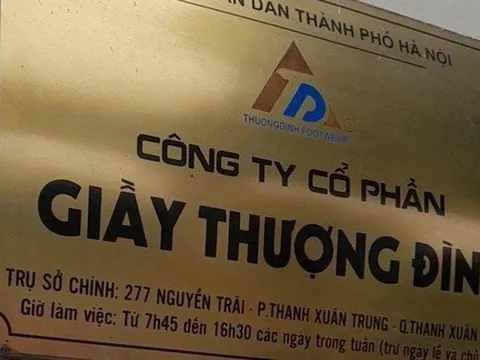 DÂN THÀNH PHỐ HÀ NỘI
THUONGDINH FOOTWEAR
CÔNG TY CỔ PHẦN
GIẦY THƯỢNG ĐÌN
TRỤ SỞ CHÍNH: 277 NGUYỄN TRÃI - P.THANH XUÂN TRUNG - Q.THANH XUÂN
Giờ làm việc: Từ 7h45 đến 16h30 các ngày trong tuần (trừ ngày lễ và chủ